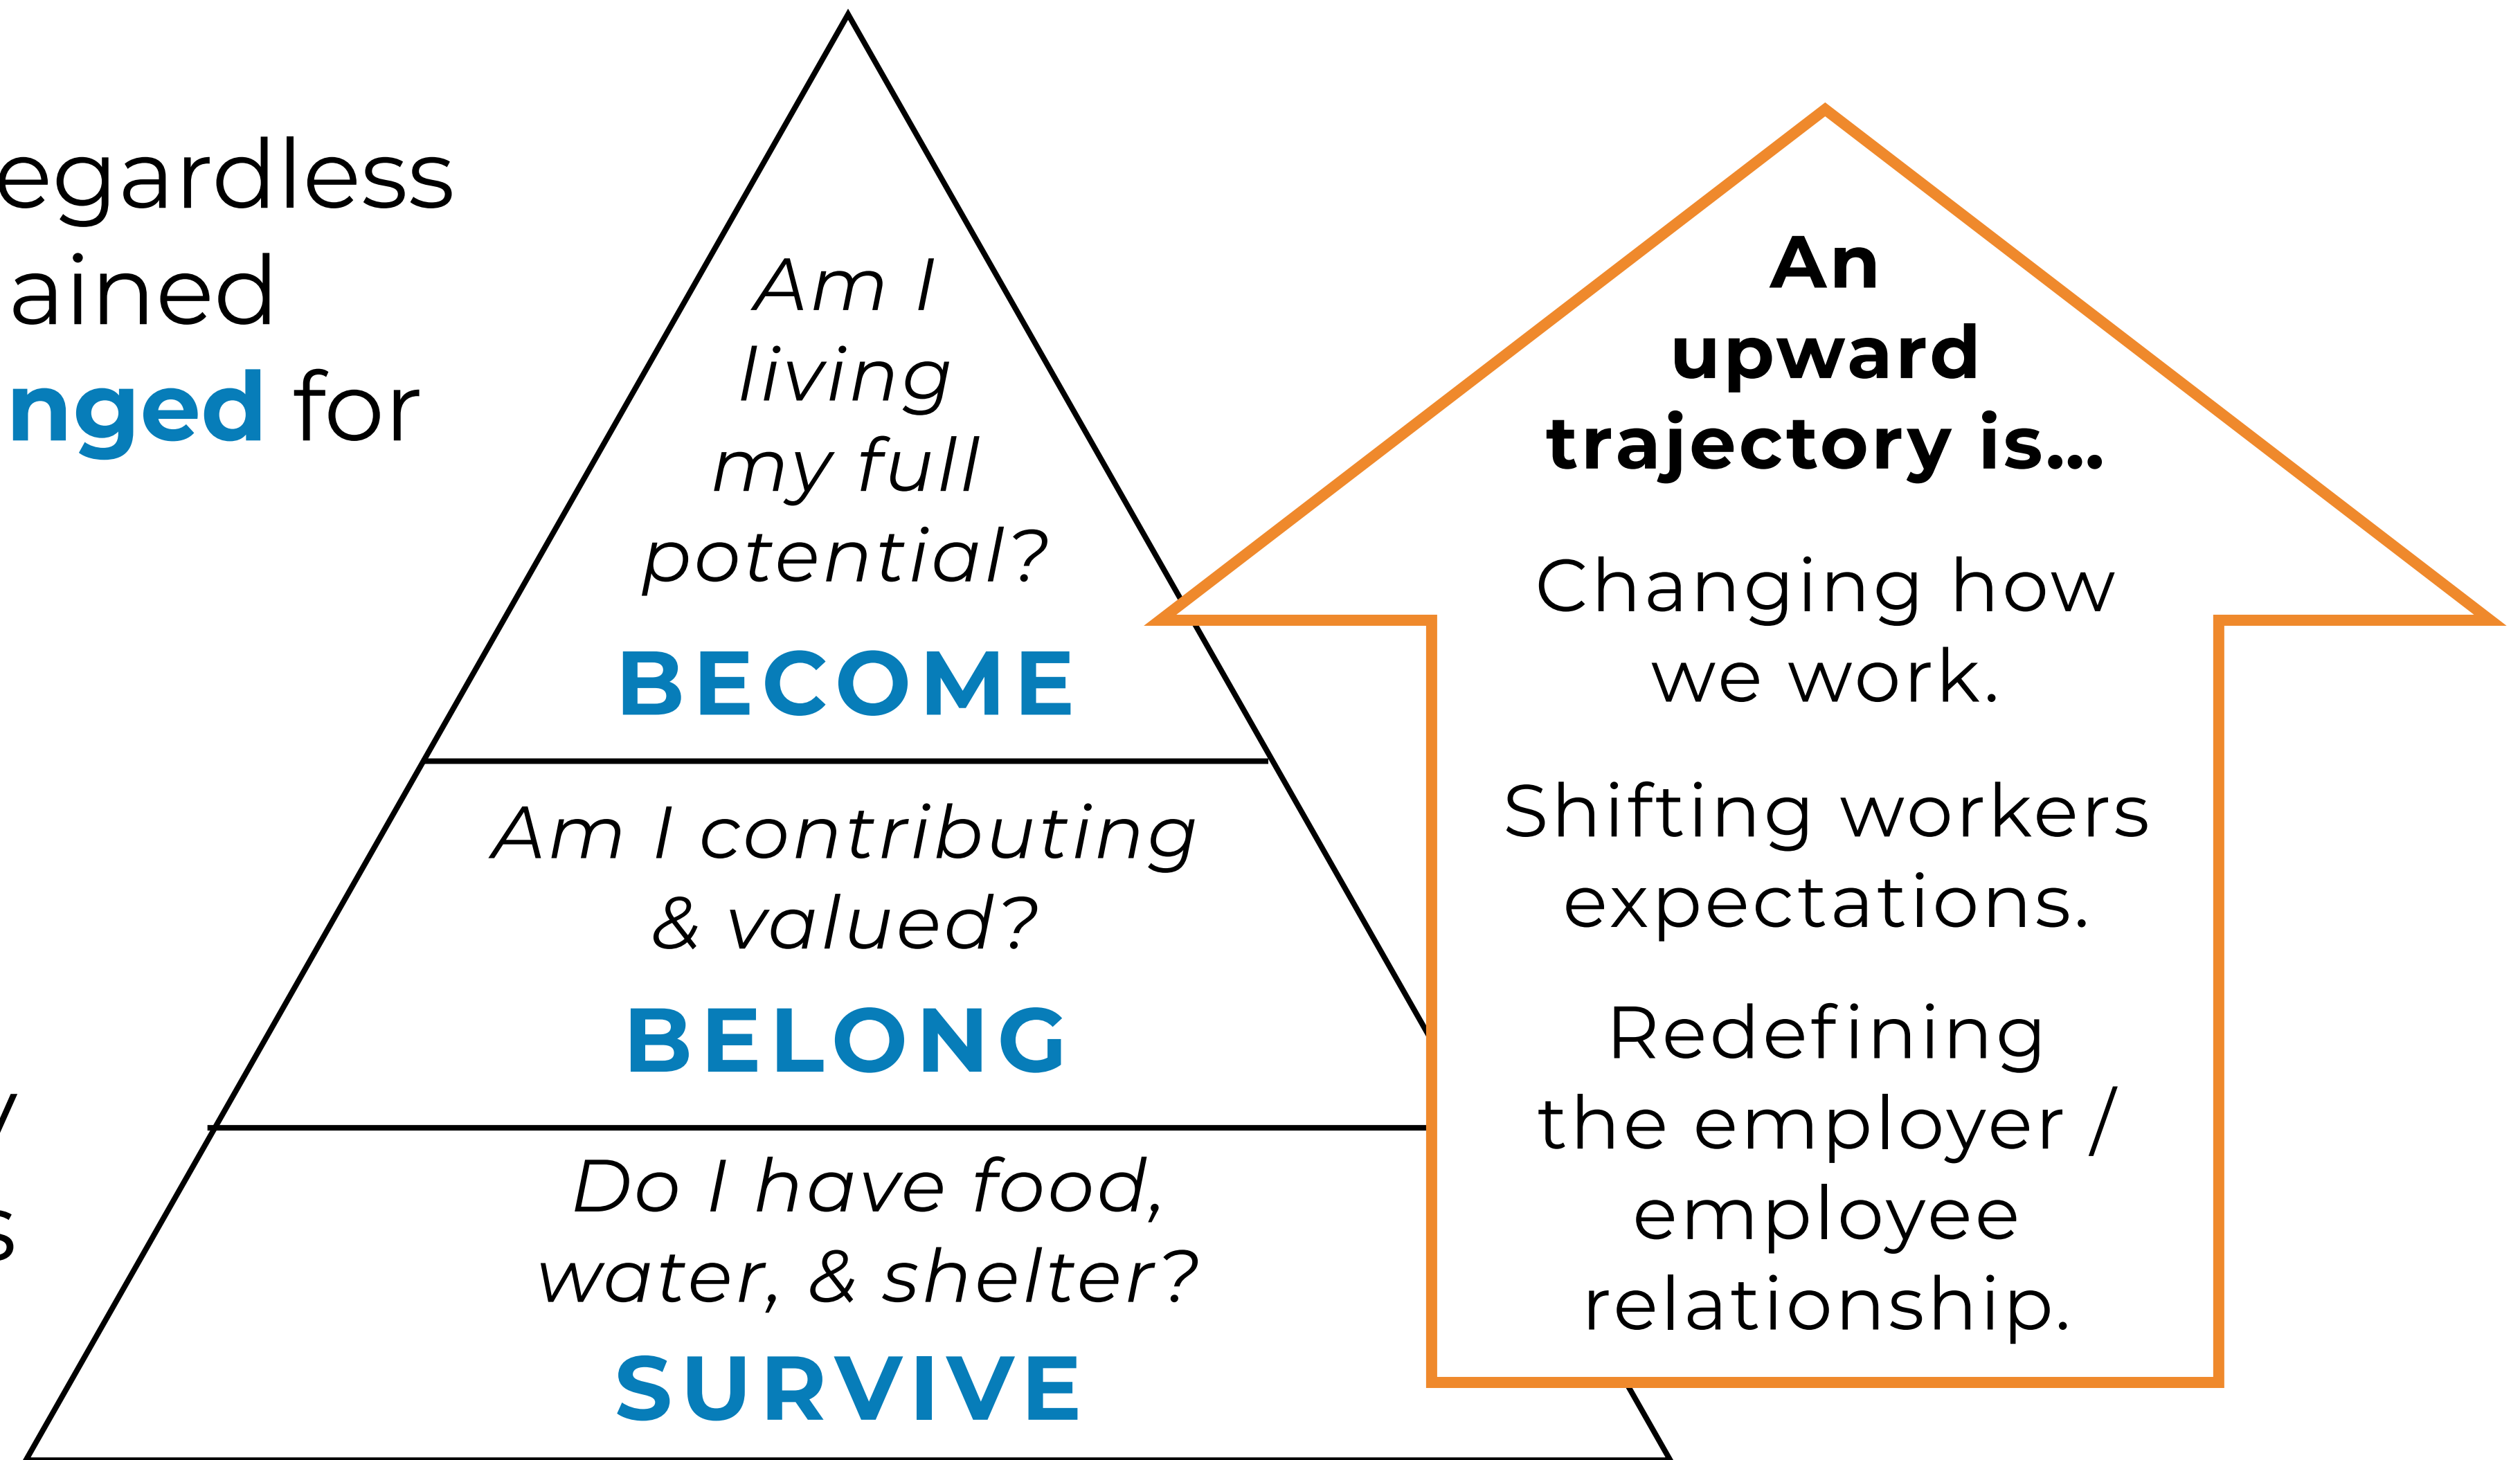 egardless
ained
nged for
Am I
living
my full
potential?
BECOME
Am I contributing
& valued?
BELONG
Do I have food,
water, & shelter?
SURVIVE
An
upward
trajectory is...
Changing how
we work.
Shifting workers
expectations.
Redefining
the employer /
employee
relationship.